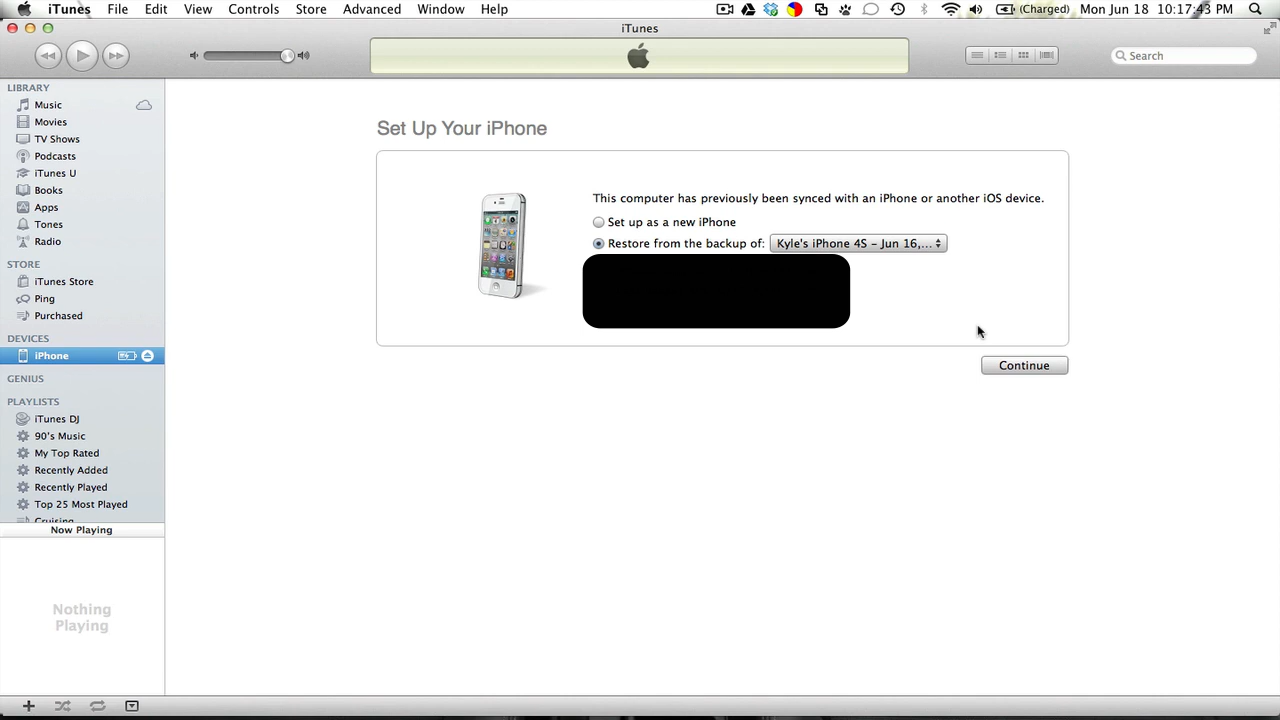 iTunes File Edit View Controls Store Advanced Window Help (Charged) Mon Jun 18 10:17:43 PM
iTunes
Search
LIBRARY
Music
Movies
TV Shows
Podcasts
iTunes U
Books
Apps
Tones
Radio
STORE
iTunes Store
Ping
Purchased
DEVICES
iPhone
GENIUS
PLAYLISTS
iTunes DJ
90's Music
My Top Rated
Recently Added
Recently Played
Top 25 Most Played
Cruising
Now Playing
Nothing
Playing
Set Up Your iPhone
This computer has previously been synced with an iPhone or another iOS device.
Set up as a new iPhone
Restore from the backup of: Kyle's iPhone 4S – Jun 16,...
Continue